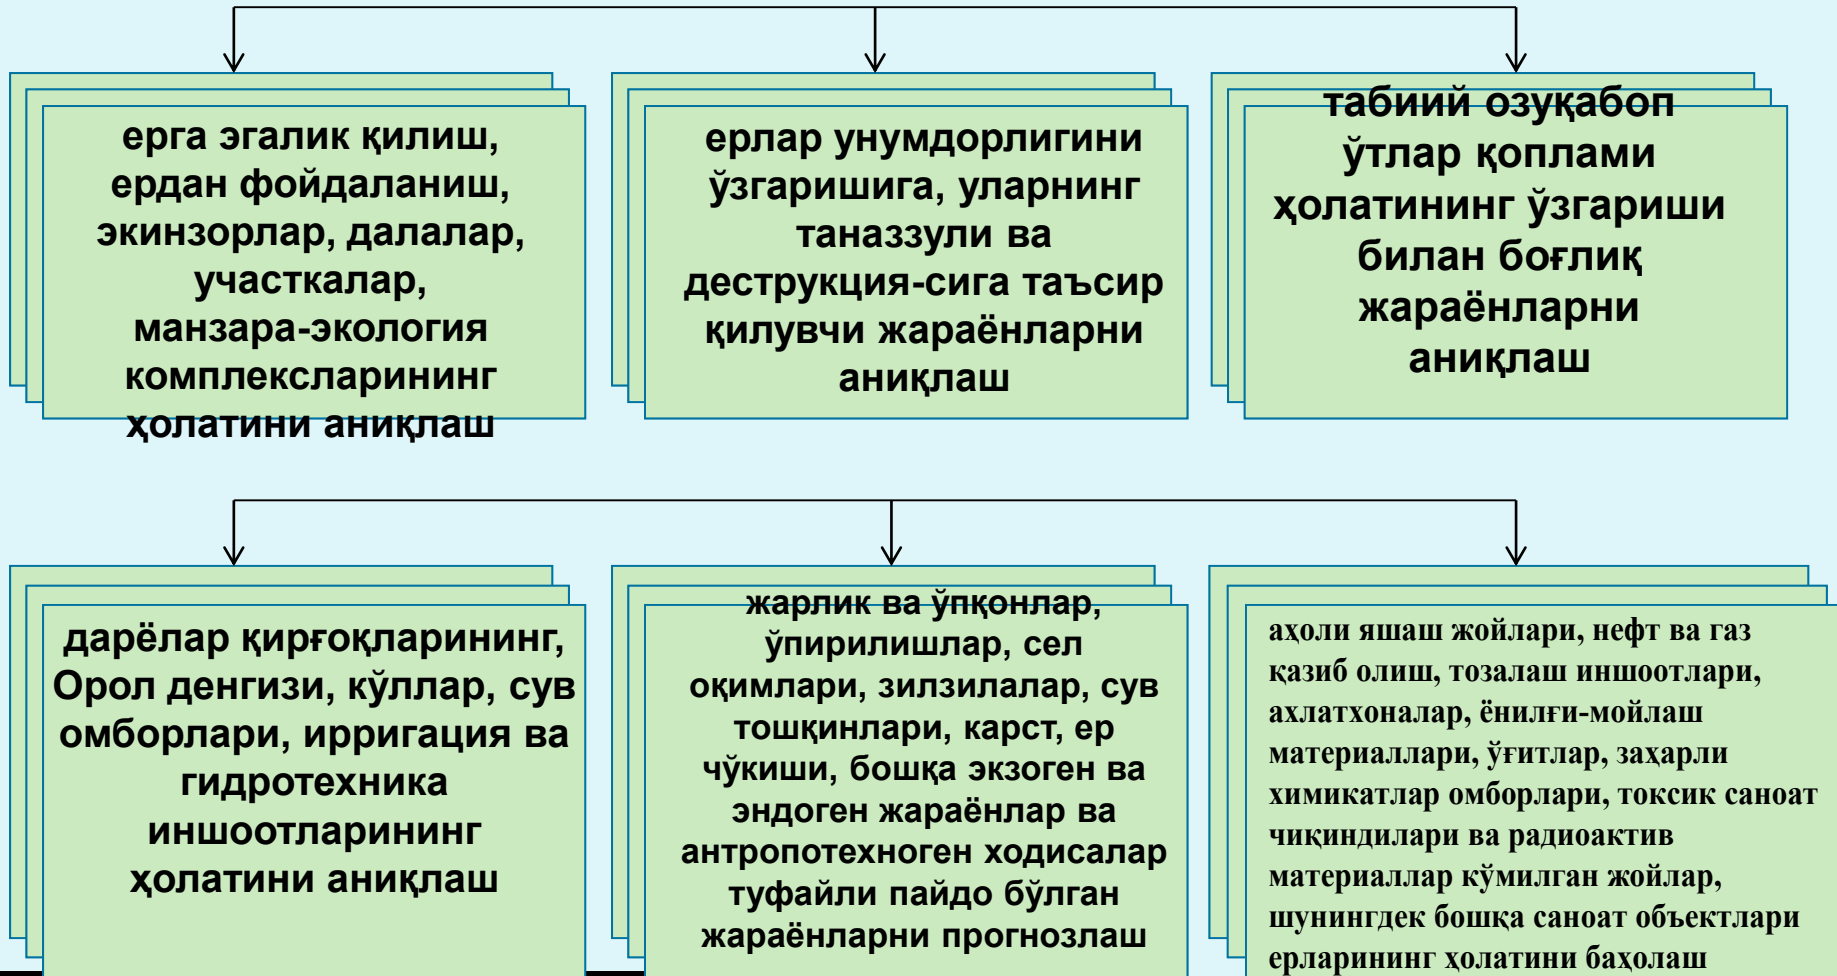 ерга эгалик қилиш,
ердан фойдаланиш,
экинзорлар, далалар,
участкалар,
манзара-экология
комплексларининг
ҳолатини аниқлаш
ерлар унумдорлигини
ўзгаришига, уларнинг
таназзули ва
деструкция-сига таъсир
қилувчи жараёнларни
аниқлаш
табиий озуқабоп
ўтлар қоплами
ҳолатининг ўзгариши
билан боғлиқ
жараёнларни
аниқлаш
дарёлар қирғоқларининг,
Орол денгизи, кўллар, сув
омборлари, ирригация ва
гидротехника
иншоотларининг
ҳолатини аниқлаш
жарлик ва ўпқонлар,
ўпирилишлар, сел
оқимлари, зилзилалар, сув
тошқинлари, карст, ер
чўкиши, бошқа экзоген ва
эндоген жараёнлар ва
антропотехноген ходисалар
туфайли пайдо бўлган
жараёнларни прогнозлаш
аҳоли яшаш жойлари, нефт ва газ
қазиб олиш, тозалаш иншоотлари,
ахлатхоналар, ёнилғи-мойлаш
материаллари, ўғитлар, заҳарли
химикатлар омборлари, токсик саноат
чиқиндилари ва радиоактив
материаллар кўмилган жойлар,
шунингдек бошқа саноат объектлари
ерларининг ҳолатини баҳолаш